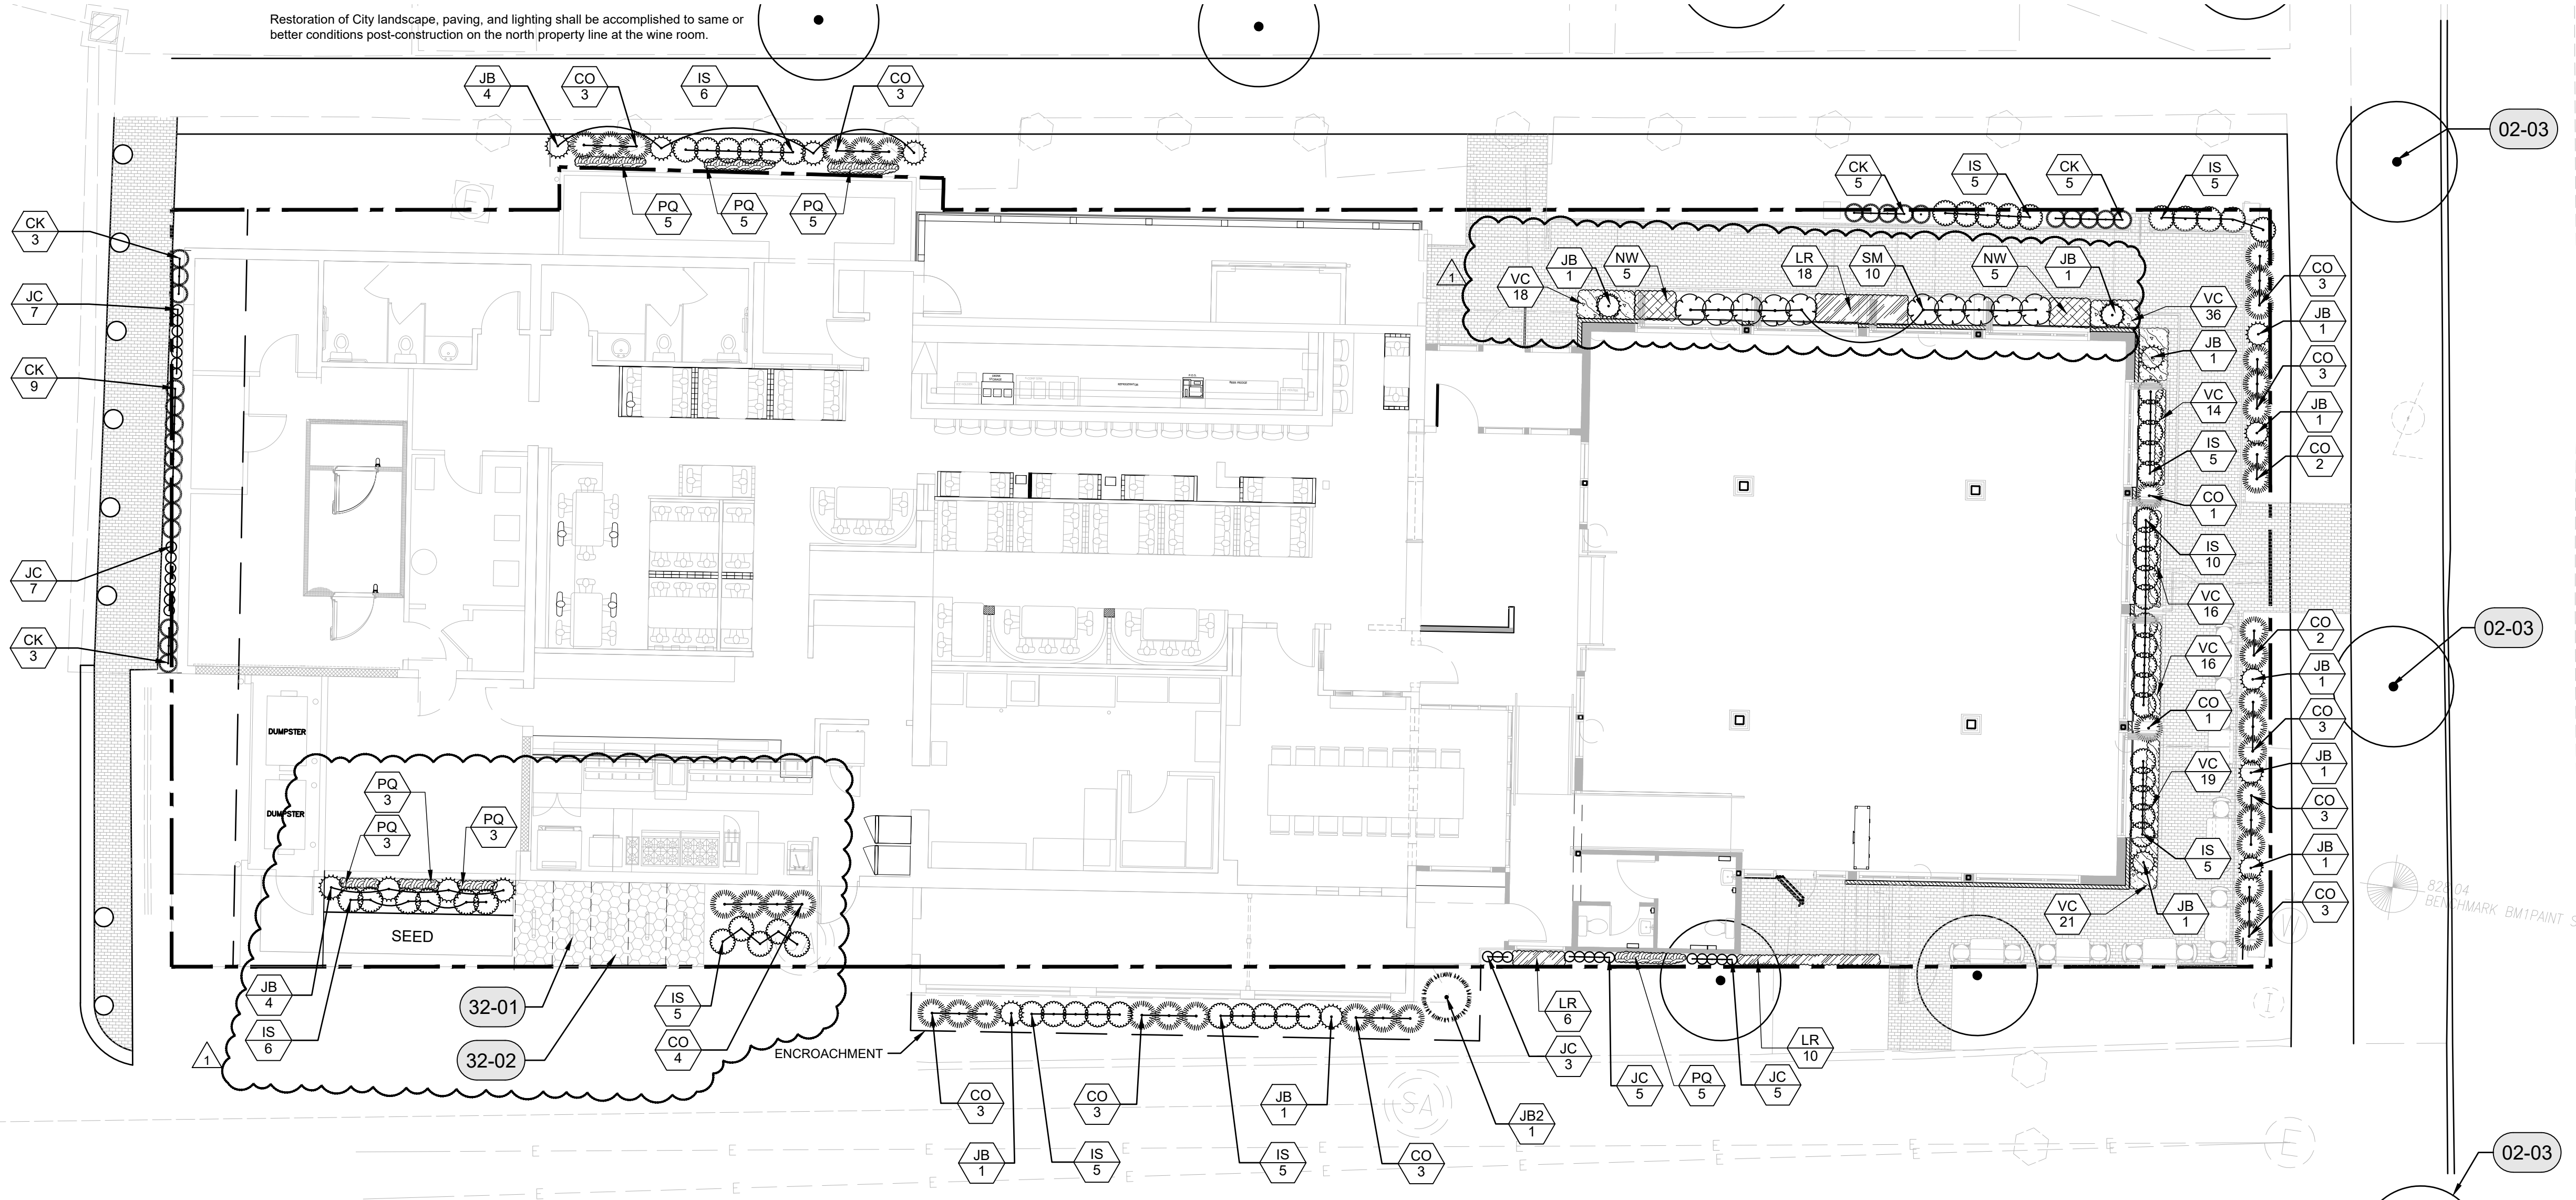 Restoration of City landscape, paving, and lighting shall be accomplished to same or
better conditions post-construction on the north property line at the wine room.
JB
4
CO
3
IS
6
CO
3
02-03
PQ
5
PQ
5
PQ
5
CK
5
IS
5
CK
5
IS
5
CK
3
JC
7
CK
9
JC
7
CK
3
E
1
VC
18
JB
1
NW
5
LR
18
SM
10
NW
5
JB
1
VC
36
JB
1
VC
14
IS
5
CO
1
IS
10
VC
16
VC
16
CO
1
VC
19
IS
5
JB
1
VC
21
CO
3
JB
1
CO
3
JB
1
CO
2
CO
2
JB
1
CO
3
JB
1
CO
3
JB
1
CO
3
02-03
DUMPSTER
DUMPSTER
PQ
3
PQ
3
PQ
3
SEED
JB
4
IS
6
1
32-01
32-02
IS
5
CO
4
ENCROACHMENT
CO
3
JB
1
IS
5
CO
3
IS
5
JB
1
CO
3
JB2
1
JC
3
LR
6
JC
5
PQ
5
JC
5
LR
10
SA
W
I
E
BENCHMARK BM1PAINT S
02-03
E E E E E E E E E
E E E E E E